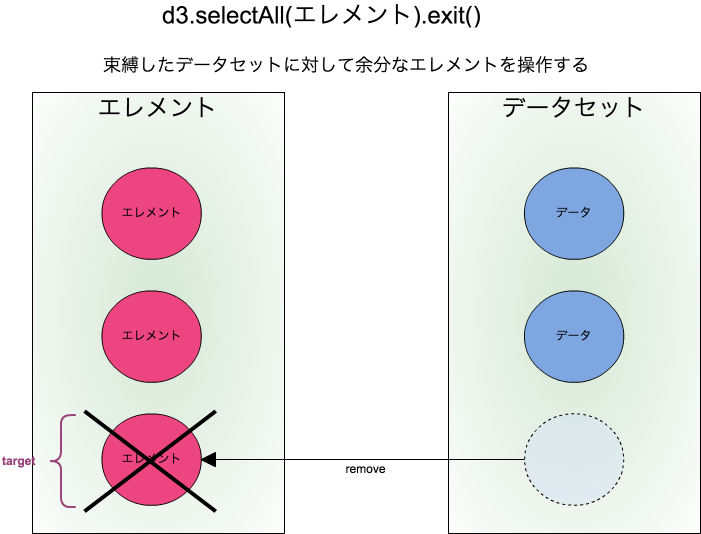 d3.selectAll(エレメント).exit()
束縛したデータセットに対して余分なエレメントを操作する
エレメント
データセット
エレメント
データ
エレメント
データ
エレメント
target
remove